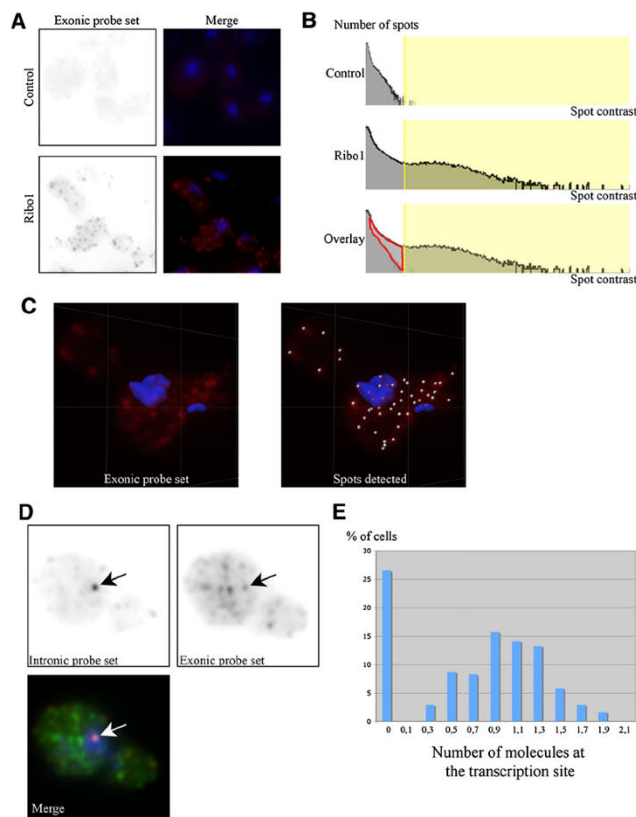 A
Exonic probe set
Merge
Control
Ribo1
B
Number of spots
Control
Spot contrast
Ribo1
Spot contrast
Overlay
Spot contrast
C
Exonic probe set
Spots detected
D
Intronic probe set
Exonic probe set
Merge
E
% of cells
30
25
20
15
10
5
0
0 0,1 0,3 0,5 0,7 0,9 1,1 1,3 1,5 1,7 1,9 2,1
Number of molecules at
the transcription site